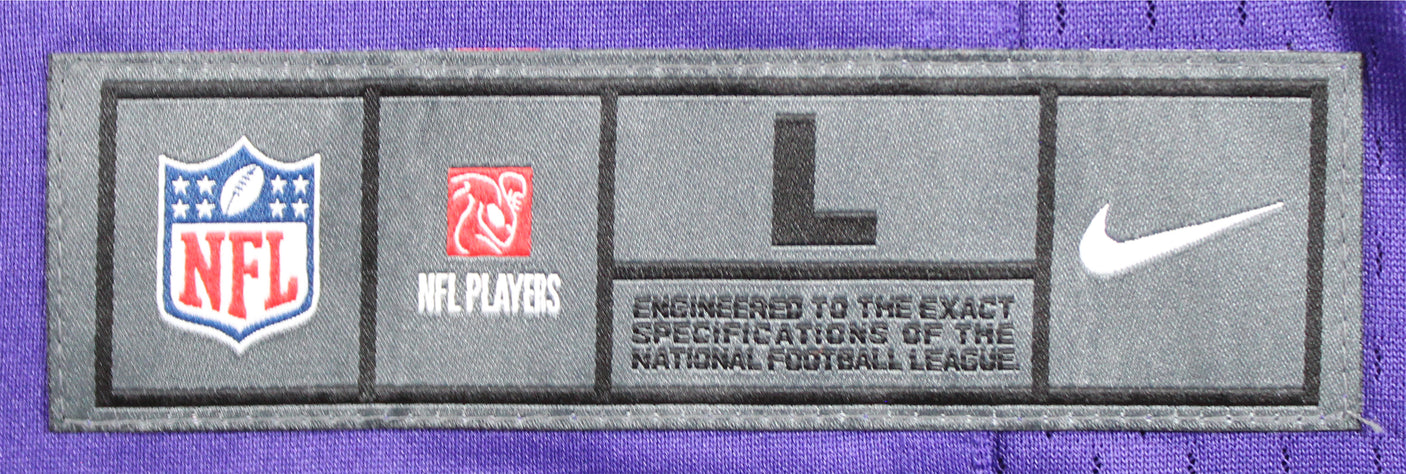 NFL
NFL PLAYERS
L
ENGINEERED TO THE EXACT
SPECIFICATIONS OF THE
NATIONAL FOOTBALL LEAGUE.